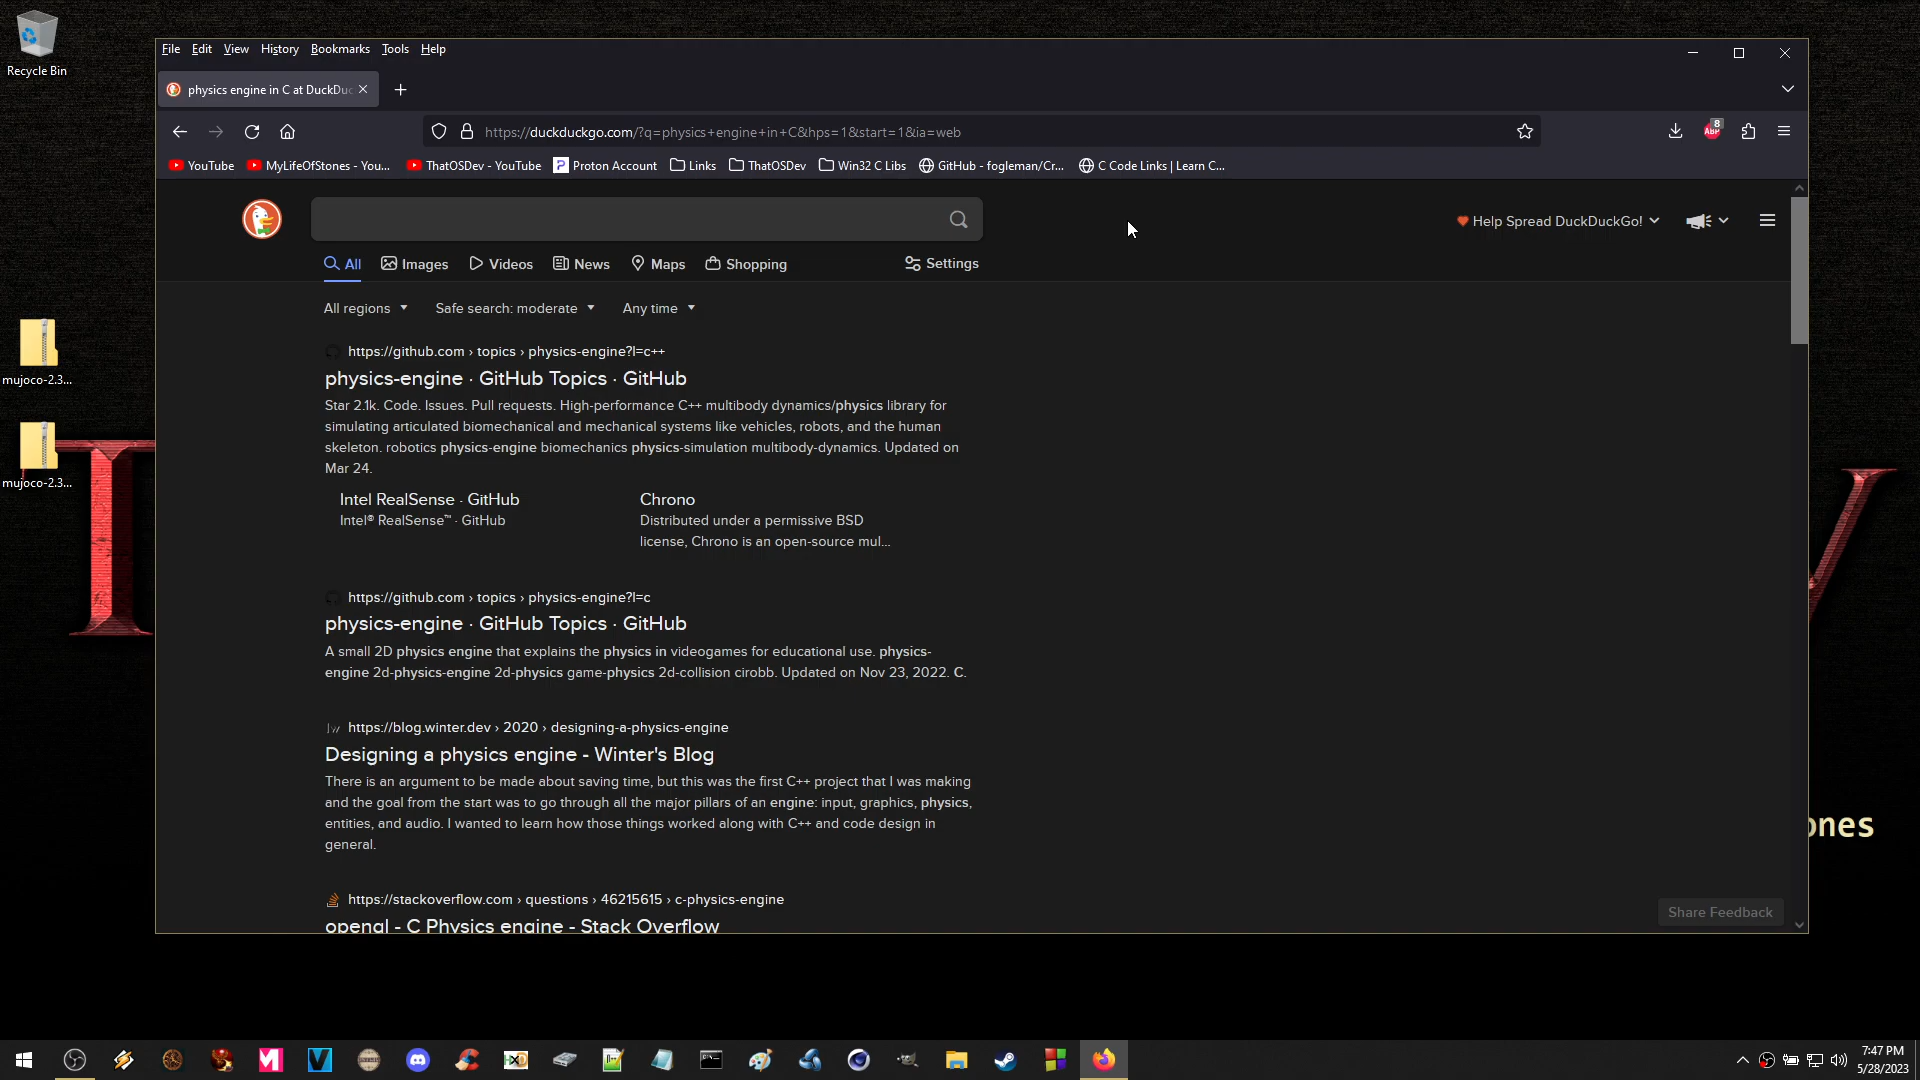 Recycle Bin
File Edit View History Bookmarks Tools Help
physics engine in C at DuckDuc
https://duckduckgo.com/?q=physics+engine+in+C&hps=1&start=1&ia=web
8
ABP
YouTube MyLifeOfStones - You... ThatOSDev - YouTube Proton Account Links ThatOSDev Win32 C Libs GitHub - fogleman/Cr... C Code Links | Learn C...
Help Spread DuckDuckGo!
All Images Videos News Maps Shopping Settings
All regions Safe search: moderate Any time
https://github.com › topics › physics-engine?l=c++
physics-engine · GitHub Topics · GitHub
Star 2.1k. Code. Issues. Pull requests. High-performance C++ multibody dynamics/physics library for
simulating articulated biomechanical and mechanical systems like vehicles, robots, and the human
skeleton. robotics physics-engine biomechanics physics-simulation multibody-dynamics. Updated on
Mar 24.
Intel RealSense · GitHub
Intel® RealSense™ · GitHub
Chrono
Distributed under a permissive BSD
license, Chrono is an open-source mul...
https://github.com › topics › physics-engine?l=c
physics-engine · GitHub Topics · GitHub
A small 2D physics engine that explains the physics in videogames for educational use. physics-
engine 2d-physics-engine 2d-physics game-physics 2d-collision cirobb. Updated on Nov 23, 2022. C.
https://blog.winter.dev › 2020 › designing-a-physics-engine
Designing a physics engine - Winter's Blog
There is an argument to be made about saving time, but this was the first C++ project that I was making
and the goal from the start was to go through all the major pillars of an engine: input, graphics, physics,
entities, and audio. I wanted to learn how those things worked along with C++ and code design in
general.
https://stackoverflow.com › questions › 46215615 › c-physics-engine
opengl - C Physics engine - Stack Overflow
Share Feedback
mujoco-2.3...
mujoco-2.3...
ones
7:47 PM
5/28/2023